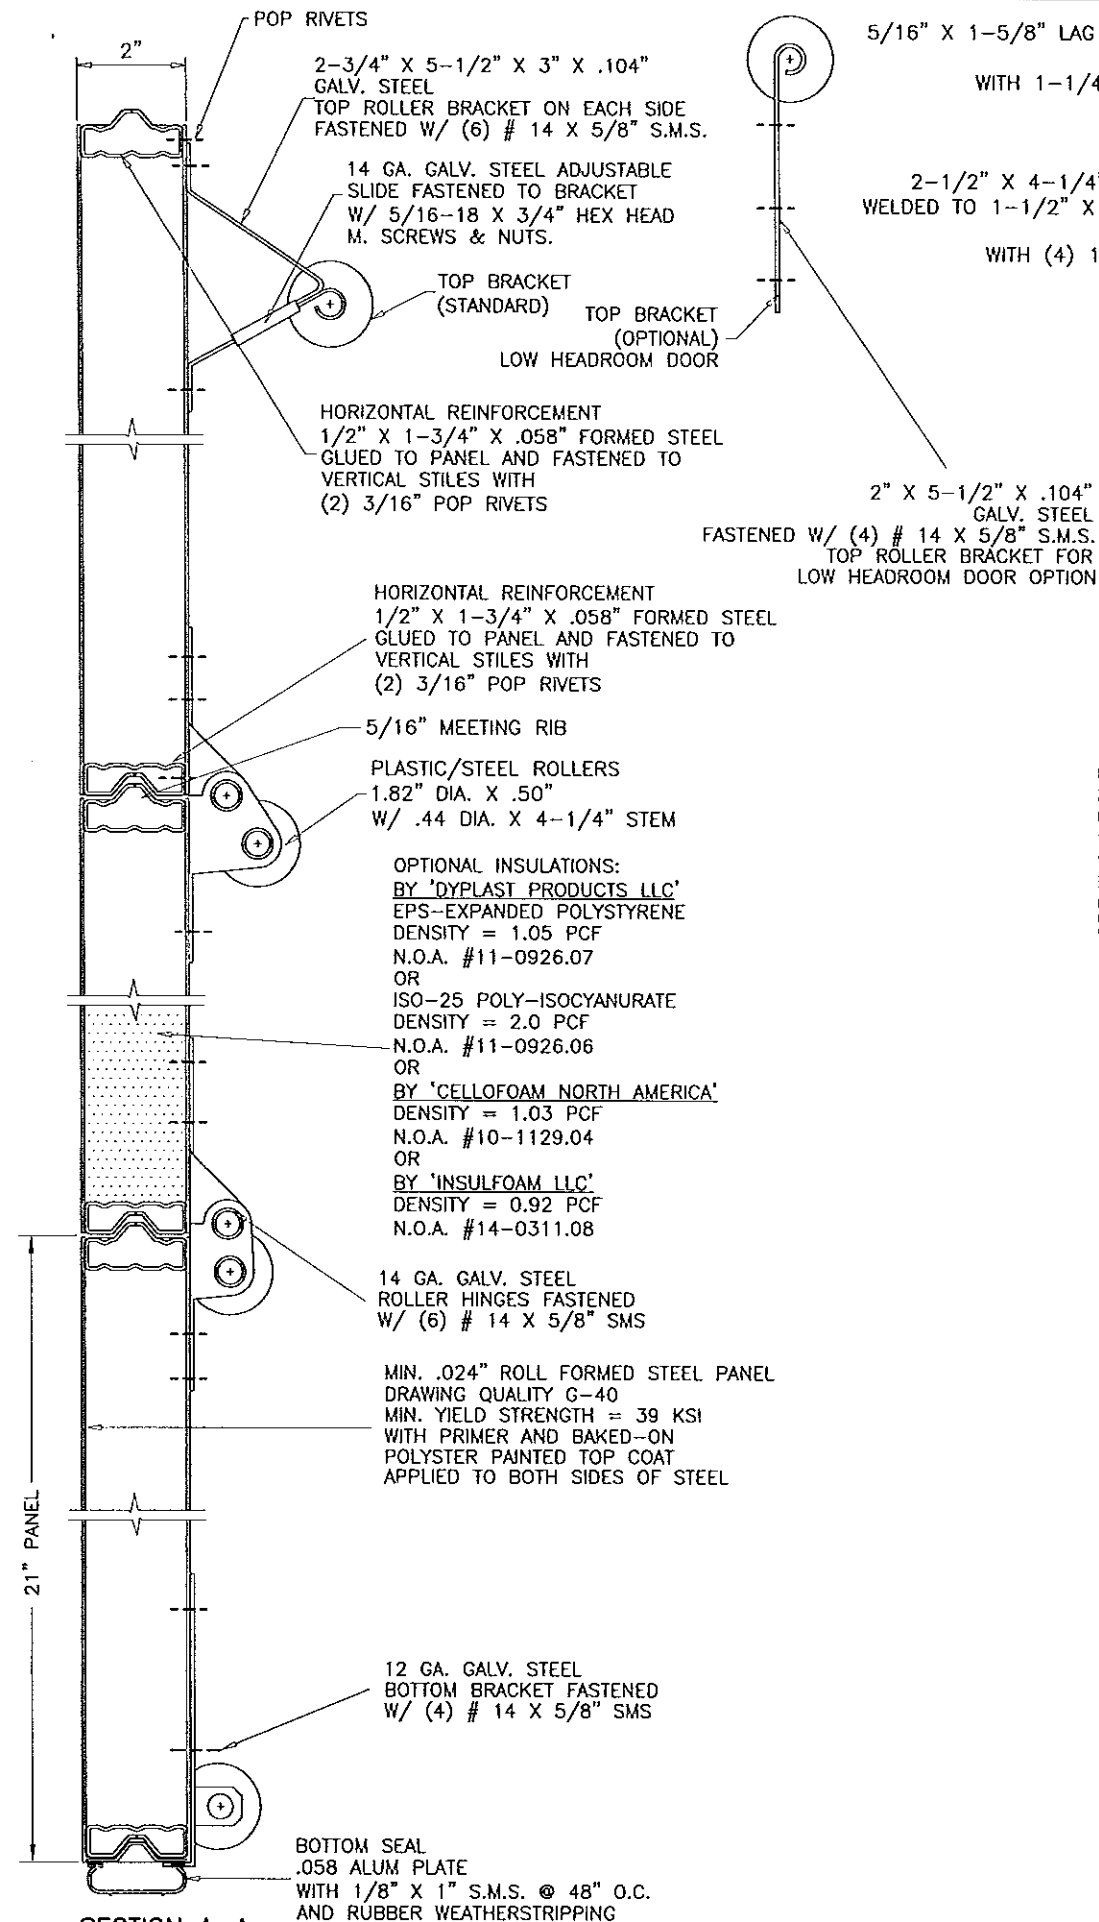 POP RIVETS
2"
2-3/4" X 5-1/2" X 3" X .104"
GALV. STEEL
TOP ROLLER BRACKET ON EACH SIDE
FASTENED W/ (6) # 14 X 5/8" S.M.S.
14 GA. GALV. STEEL ADJUSTABLE
SLIDE FASTENED TO BRACKET
W/ 5/16-18 X 3/4" HEX HEAD
M. SCREWS & NUTS.
TOP BRACKET
(STANDARD)
TOP BRACKET
(OPTIONAL)
LOW HEADROOM DOOR
5/16" X 1-5/8" LAG
WITH 1-1/4
2-1/2" X 4-1/4"
WELDED TO 1-1/2" X
WITH (4) 1
HORIZONTAL REINFORCEMENT
1/2" X 1-3/4" X .058" FORMED STEEL
GLUED TO PANEL AND FASTENED TO
VERTICAL STILES WITH
(2) 3/16" POP RIVETS
2" X 5-1/2" X .104"
GALV. STEEL
FASTENED W/ (4) # 14 X 5/8" S.M.S.
TOP ROLLER BRACKET FOR
LOW HEADROOM DOOR OPTION
HORIZONTAL REINFORCEMENT
1/2" X 1-3/4" X .058" FORMED STEEL
GLUED TO PANEL AND FASTENED TO
VERTICAL STILES WITH
(2) 3/16" POP RIVETS
5/16" MEETING RIB
PLASTIC/STEEL ROLLERS
1.82" DIA. X .50"
W/ .44 DIA. X 4-1/4" STEM
OPTIONAL INSULATIONS:
BY 'DYPLAST PRODUCTS LLC'
EPS-EXPANDED POLYSTYRENE
DENSITY = 1.05 PCF
N.O.A. #11-0926.07
OR
ISO-25 POLY-ISOCYANURATE
DENSITY = 2.0 PCF
N.O.A. #11-0926.06
OR
BY 'CELLOFOAM NORTH AMERICA'
DENSITY = 1.03 PCF
N.O.A. #10-1129.04
OR
BY 'INSULFOAM LLC'
DENSITY = 0.92 PCF
N.O.A. #14-0311.08
14 GA. GALV. STEEL
ROLLER HINGES FASTENED
W/ (6) # 14 X 5/8" SMS
MIN. .024" ROLL FORMED STEEL PANEL
DRAWING QUALITY G-40
MIN. YIELD STRENGTH = 39 KSI
WITH PRIMER AND BAKED-ON
POLYSTER PAINTED TOP COAT
APPLIED TO BOTH SIDES OF STEEL
21" PANEL
12 GA. GALV. STEEL
BOTTOM BRACKET FASTENED
W/ (4) # 14 X 5/8" SMS
BOTTOM SEAL
.058 ALUM PLATE
WITH 1/8" X 1" S.M.S. @ 48" O.C.
AND RUBBER WEATHERSTRIPPING
SECTION A-A